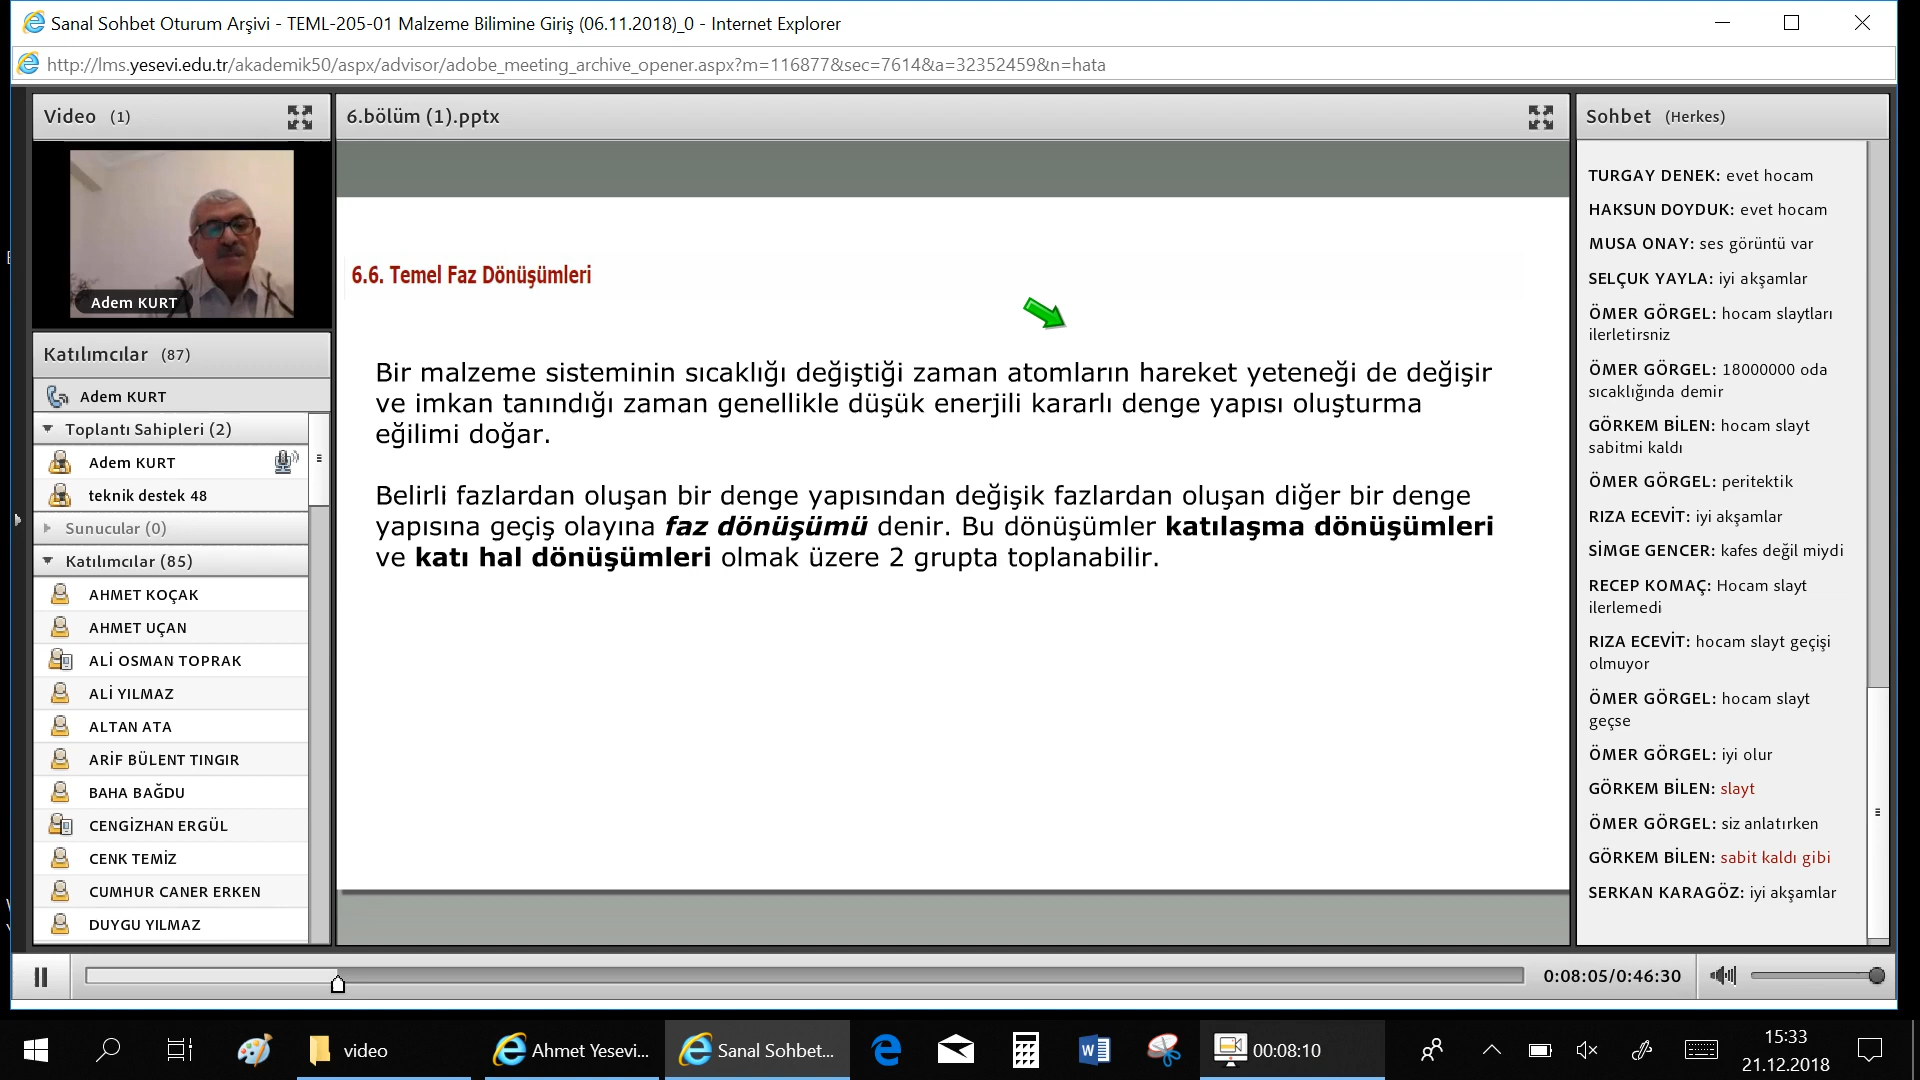 Sanal Sohbet Oturum Arşivi - TEML-205-01 Malzeme Bilimine Giriş (06.11.2018)_0 - Internet Explorer
http://lms.yesevi.edu.tr/akademik50/aspx/advisor/adobe_meeting_archive_opener.aspx?m=116877&sec=7614&a=32352459&n=hata
Video (1)
Adem KURT
Katılımcılar (87)
Adem KURT
Toplantı Sahipleri (2)
Adem KURT
teknik destek 48
Sunucular (0)
Katılımcılar (85)
AHMET KOÇAK
AHMET UÇAN
ALİ OSMAN TOPRAK
ALİ YILMAZ
ALTAN ATA
ARİF BÜLENT TINGIR
BAHA BAĞDU
CENGİZHAN ERGÜL
CENK TEMİZ
CUMHUR CANER ERKEN
DUYGU YILMAZ
6.bölüm (1).pptx
6.6. Temel Faz Dönüşümleri
Bir malzeme sisteminin sıcaklığı değiştiği zaman atomların hareket yeteneği de değişir
ve imkan tanındığı zaman genellikle düşük enerjili kararlı denge yapısı oluşturma
eğilimi doğar.
Belirli fazlardan oluşan bir denge yapısından değişik fazlardan oluşan diğer bir denge
yapısına geçiş olayına faz dönüşümü denir. Bu dönüşümler katılaşma dönüşümleri
ve katı hal dönüşümleri olmak üzere 2 grupta toplanabilir.
Sohbet (Herkes)
TURGAY DENEK: evet hocam
HAKSUN DOYDUK: evet hocam
MUSA ONAY: ses görüntü var
SELÇUK YAYLA: iyi akşamlar
ÖMER GÖRGEL: hocam slaytları
ilerletirsniz
ÖMER GÖRGEL: 18000000 oda
sıcaklığında demir
GÖRKEM BİLEN: hocam slayt
sabitmi kaldı
ÖMER GÖRGEL: peritektik
RIZA ECEVİT: iyi akşamlar
SİMGE GENCER: kafes değil miydi
RECEP KOMAÇ: Hocam slayt
ilerlemedi
RIZA ECEVİT: hocam slayt geçişi
olmuyor
ÖMER GÖRGEL: hocam slayt
geçse
ÖMER GÖRGEL: iyi olur
GÖRKEM BİLEN: slayt
ÖMER GÖRGEL: siz anlatırken
GÖRKEM BİLEN: sabit kaldı gibi
SERKAN KARAGÖZ: iyi akşamlar
0:08:05/0:46:30
video
Ahmet Yesevi...
Sanal Sohbet...
00:08:10
15:33
21.12.2018